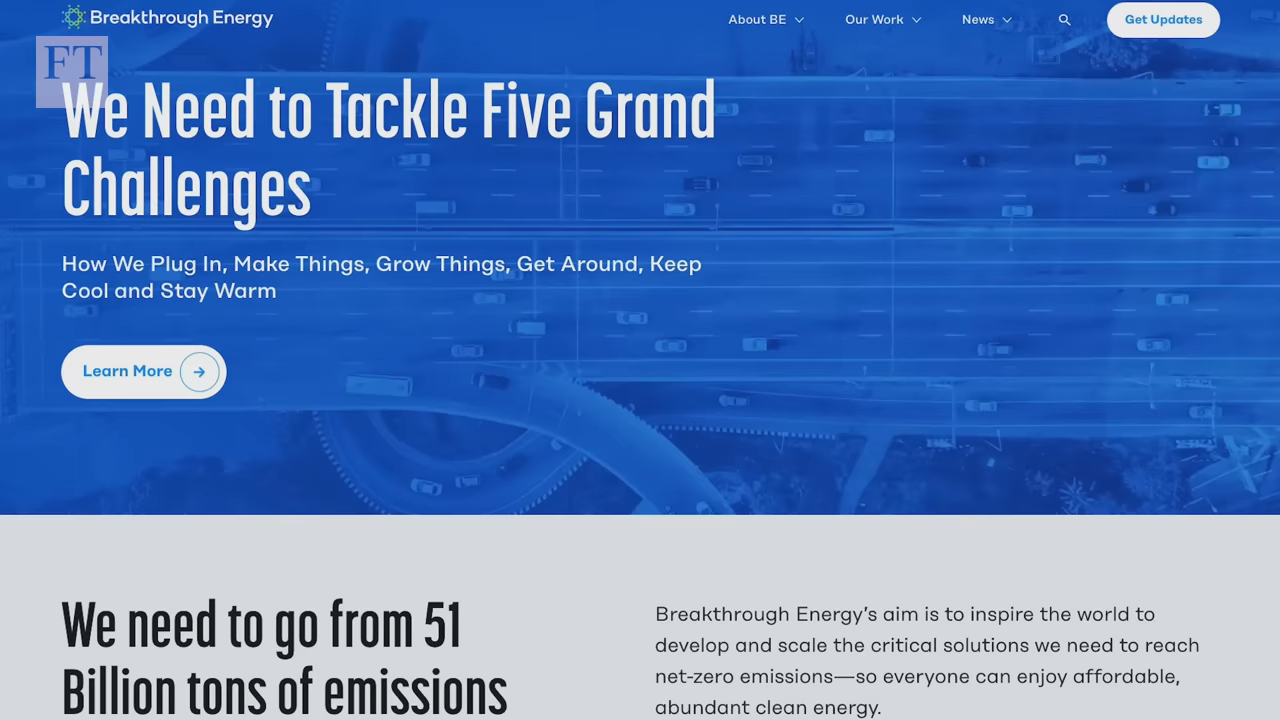 Breakthrough Energy
About BE
Our Work
News
Get Updates
FT
We Need to Tackle Five Grand
Challenges
How We Plug In, Make Things, Grow Things, Get Around, Keep
Cool and Stay Warm
Learn More
We need to go from 51
Billion tons of emissions
Breakthrough Energy’s aim is to inspire the world to
develop and scale the critical solutions we need to reach
net-zero emissions—so everyone can enjoy affordable,
abundant clean energy.